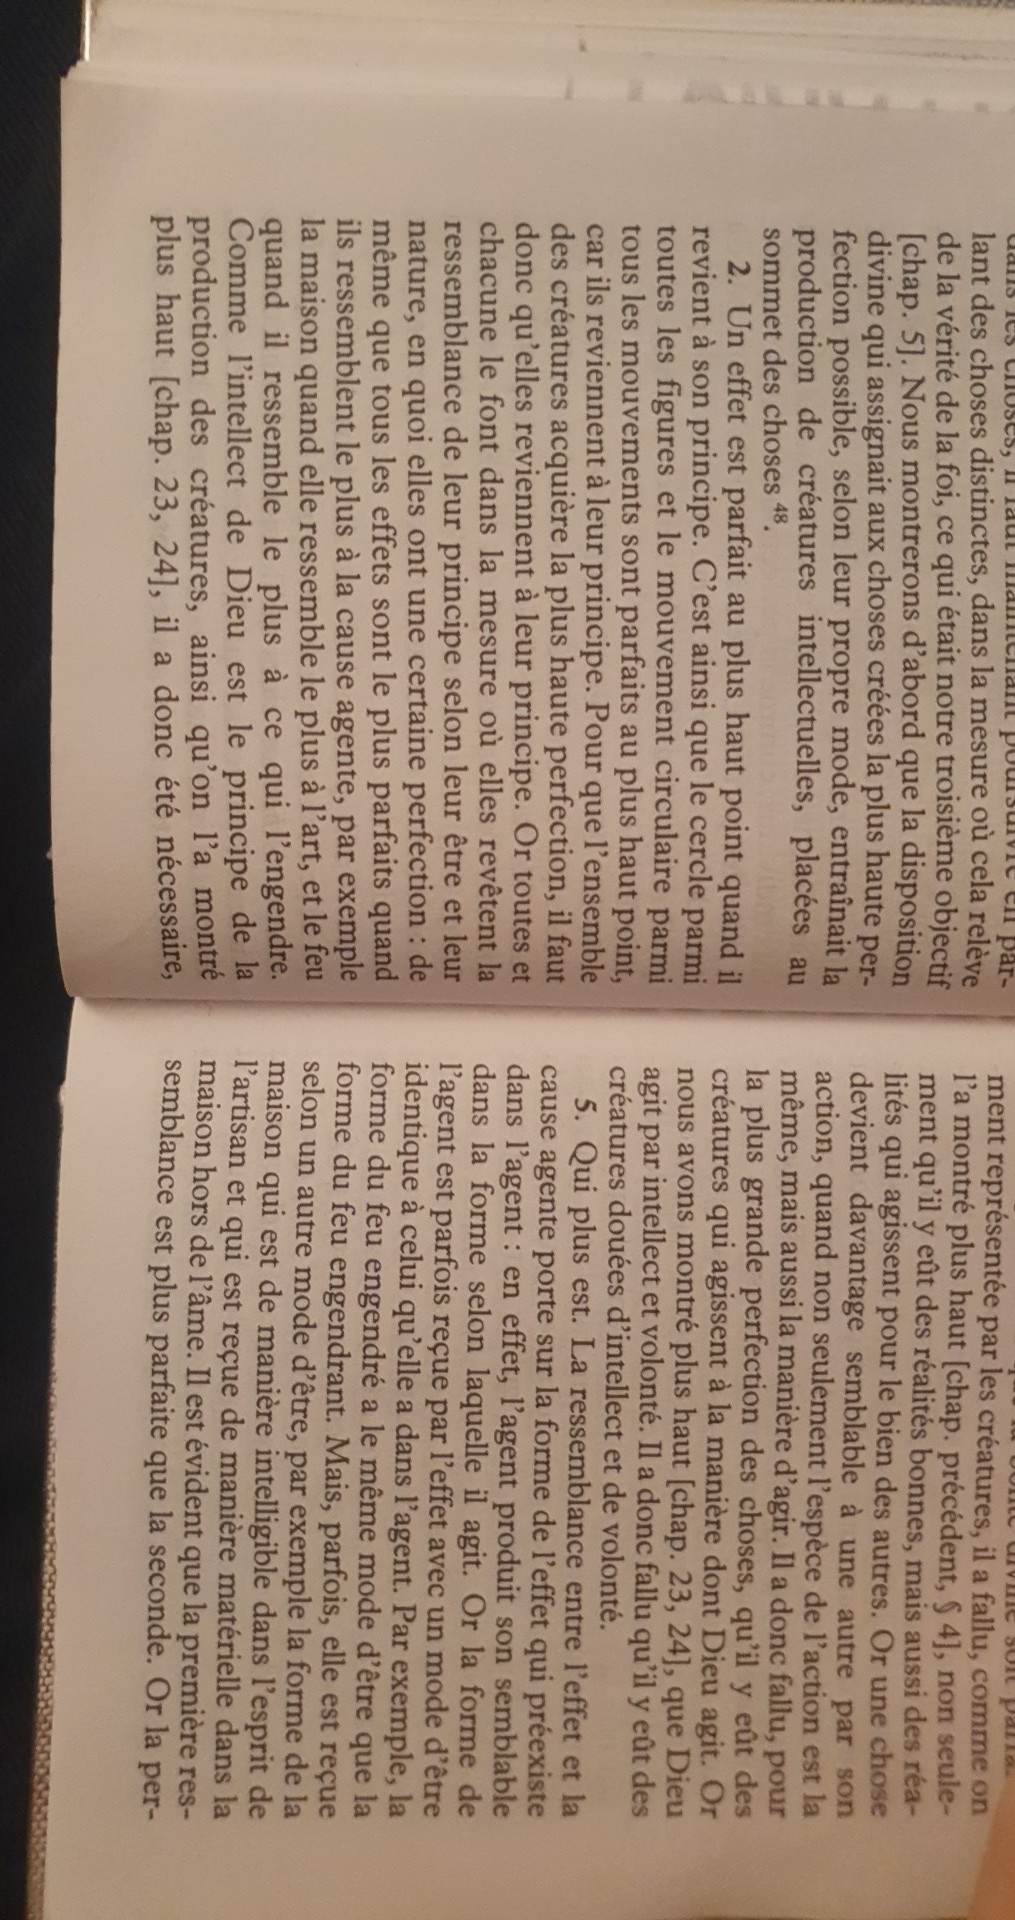 lant des choses distinctes, dans la mesure où cela relève
de la vérité de la foi, ce qui était notre troisième objectif
[chap. 5]. Nous montrerons d'abord que la disposition
divine qui assignait aux choses créées la plus haute per-
fection possible, selon leur propre mode, entraînait la
production de créatures intellectuelles, placées au
sommet des choses 48.
2. Un effet est parfait au plus haut point quand il
revient à son principe. C'est ainsi que le cercle parmi
toutes les figures et le mouvement circulaire parmi
tous les mouvements sont parfaits au plus haut point,
car ils reviennent à leur principe. Pour que l'ensemble
des créatures acquière la plus haute perfection, il faut
donc qu'elles reviennent à leur principe. Or toutes et
chacune le font dans la mesure où elles revêtent la
ressemblance de leur principe selon leur être et leur
nature, en quoi elles ont une certaine perfection : de
même que tous les effets sont le plus parfaits quand
ils ressemblent le plus à la cause agente, par exemple
la maison quand elle ressemble le plus à l'art, et le feu
quand il ressemble le plus à ce qui l'engendre.
Comme l'intellect de Dieu est le principe de la
production des créatures, ainsi qu'on l'a montré
plus haut [chap. 23, 24], il a donc été nécessaire,
ment représentée par les créatures, il a fallu, comme on
l'a montré plus haut [chap. précédent, § 4], non seule-
ment qu'il y eût des réalités bonnes, mais aussi des réa-
lités qui agissent pour le bien des autres. Or une chose
devient davantage semblable à une autre par son
action, quand non seulement l'espèce de l'action est la
même, mais aussi la manière d'agir. Il a donc fallu, pour
la plus grande perfection des choses, qu'il y eût des
créatures qui agissent à la manière dont Dieu agit. Or
nous avons montré plus haut [chap. 23, 24], que Dieu
agit par intellect et volonté. Il a donc fallu qu'il y eût des
créatures douées d'intellect et de volonté.
5. Qui plus est. La ressemblance entre l'effet et la
cause agente porte sur la forme de l'effet qui préexiste
dans l'agent : en effet, l'agent produit son semblable
dans la forme selon laquelle il agit. Or la forme de
l'agent est parfois reçue par l'effet avec un mode d'être
identique à celui qu'elle a dans l'agent. Par exemple, la
forme du feu engendré a le même mode d'être que la
forme du feu engendrant. Mais, parfois, elle est reçue
selon un autre mode d'être, par exemple la forme de la
maison qui est de manière intelligible dans l'esprit de
l'artisan et qui est reçue de manière matérielle dans la
maison hors de l'âme. Il est évident que la première res-
semblance est plus parfaite que la seconde. Or la per-